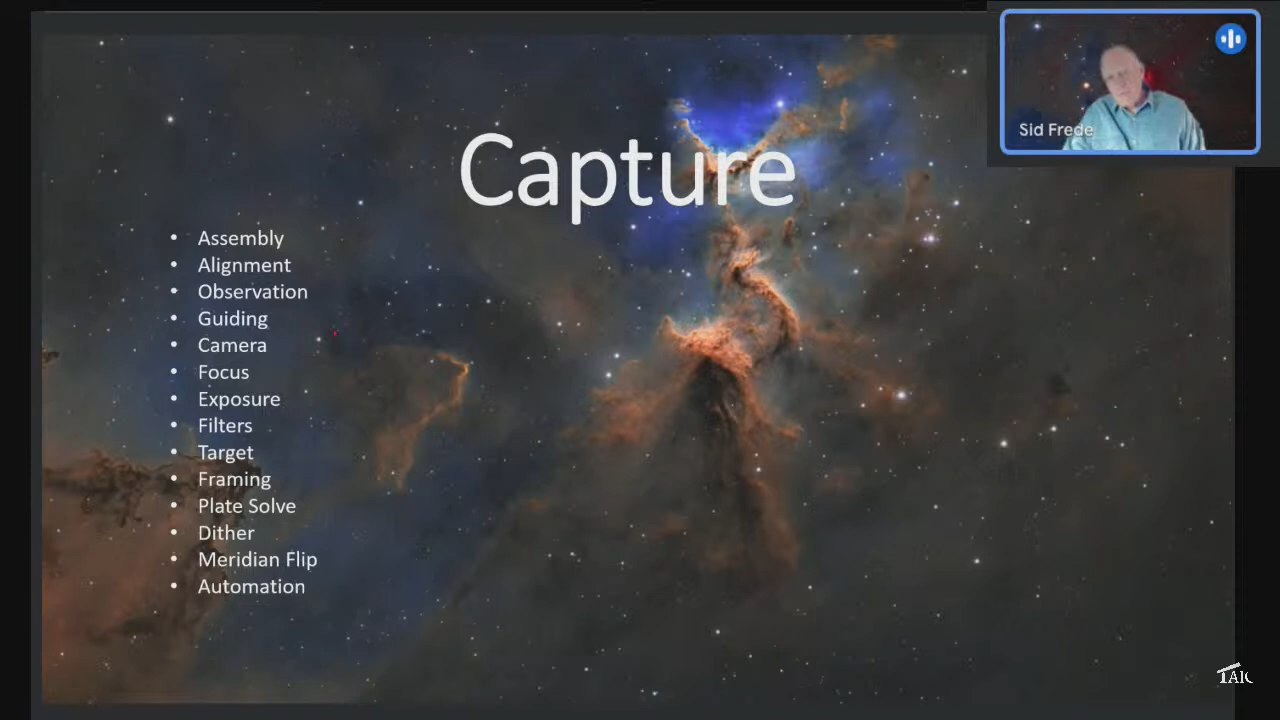 Capture
Sid Frede
• Assembly
• Alignment
• Observation
• Guiding
• Camera
• Focus
• Exposure
• Filters
• Target
• Framing
• Plate Solve
• Dither
• Meridian Flip
• Automation